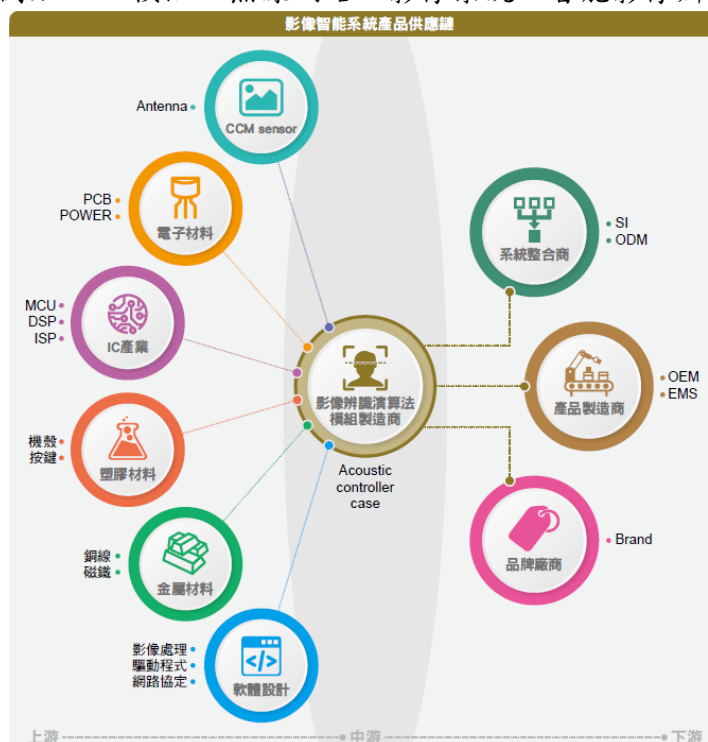 影像智能系統產品供應鏈
Antenna
CCM sensor
PCB
POWER
電子材料
MCU
DSP
ISP
IC產業
機殼
按鍵
塑膠材料
銅線
磁鐵
金屬材料
影像處理
驅動程式
網路協定
軟體設計
影像辨識演算法
模組製造商
Acoustic
controller
case
系統整合商
SI
ODM
產品製造商
OEM
EMS
品牌廠商
Brand
上游
中游
下游